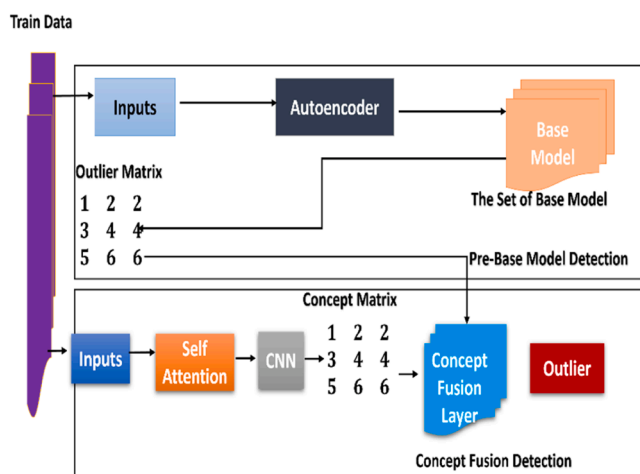 Train Data
Inputs
Autoencoder
Base
Model
Outlier Matrix
1 2 2
3 4 4
5 6 6
The Set of Base Model
Pre-Base Model Detection
Concept Matrix
Inputs
Self
Attention
CNN
1 2 2
3 4 4
5 6 6
Concept
Fusion
Layer
Outlier
Concept Fusion Detection